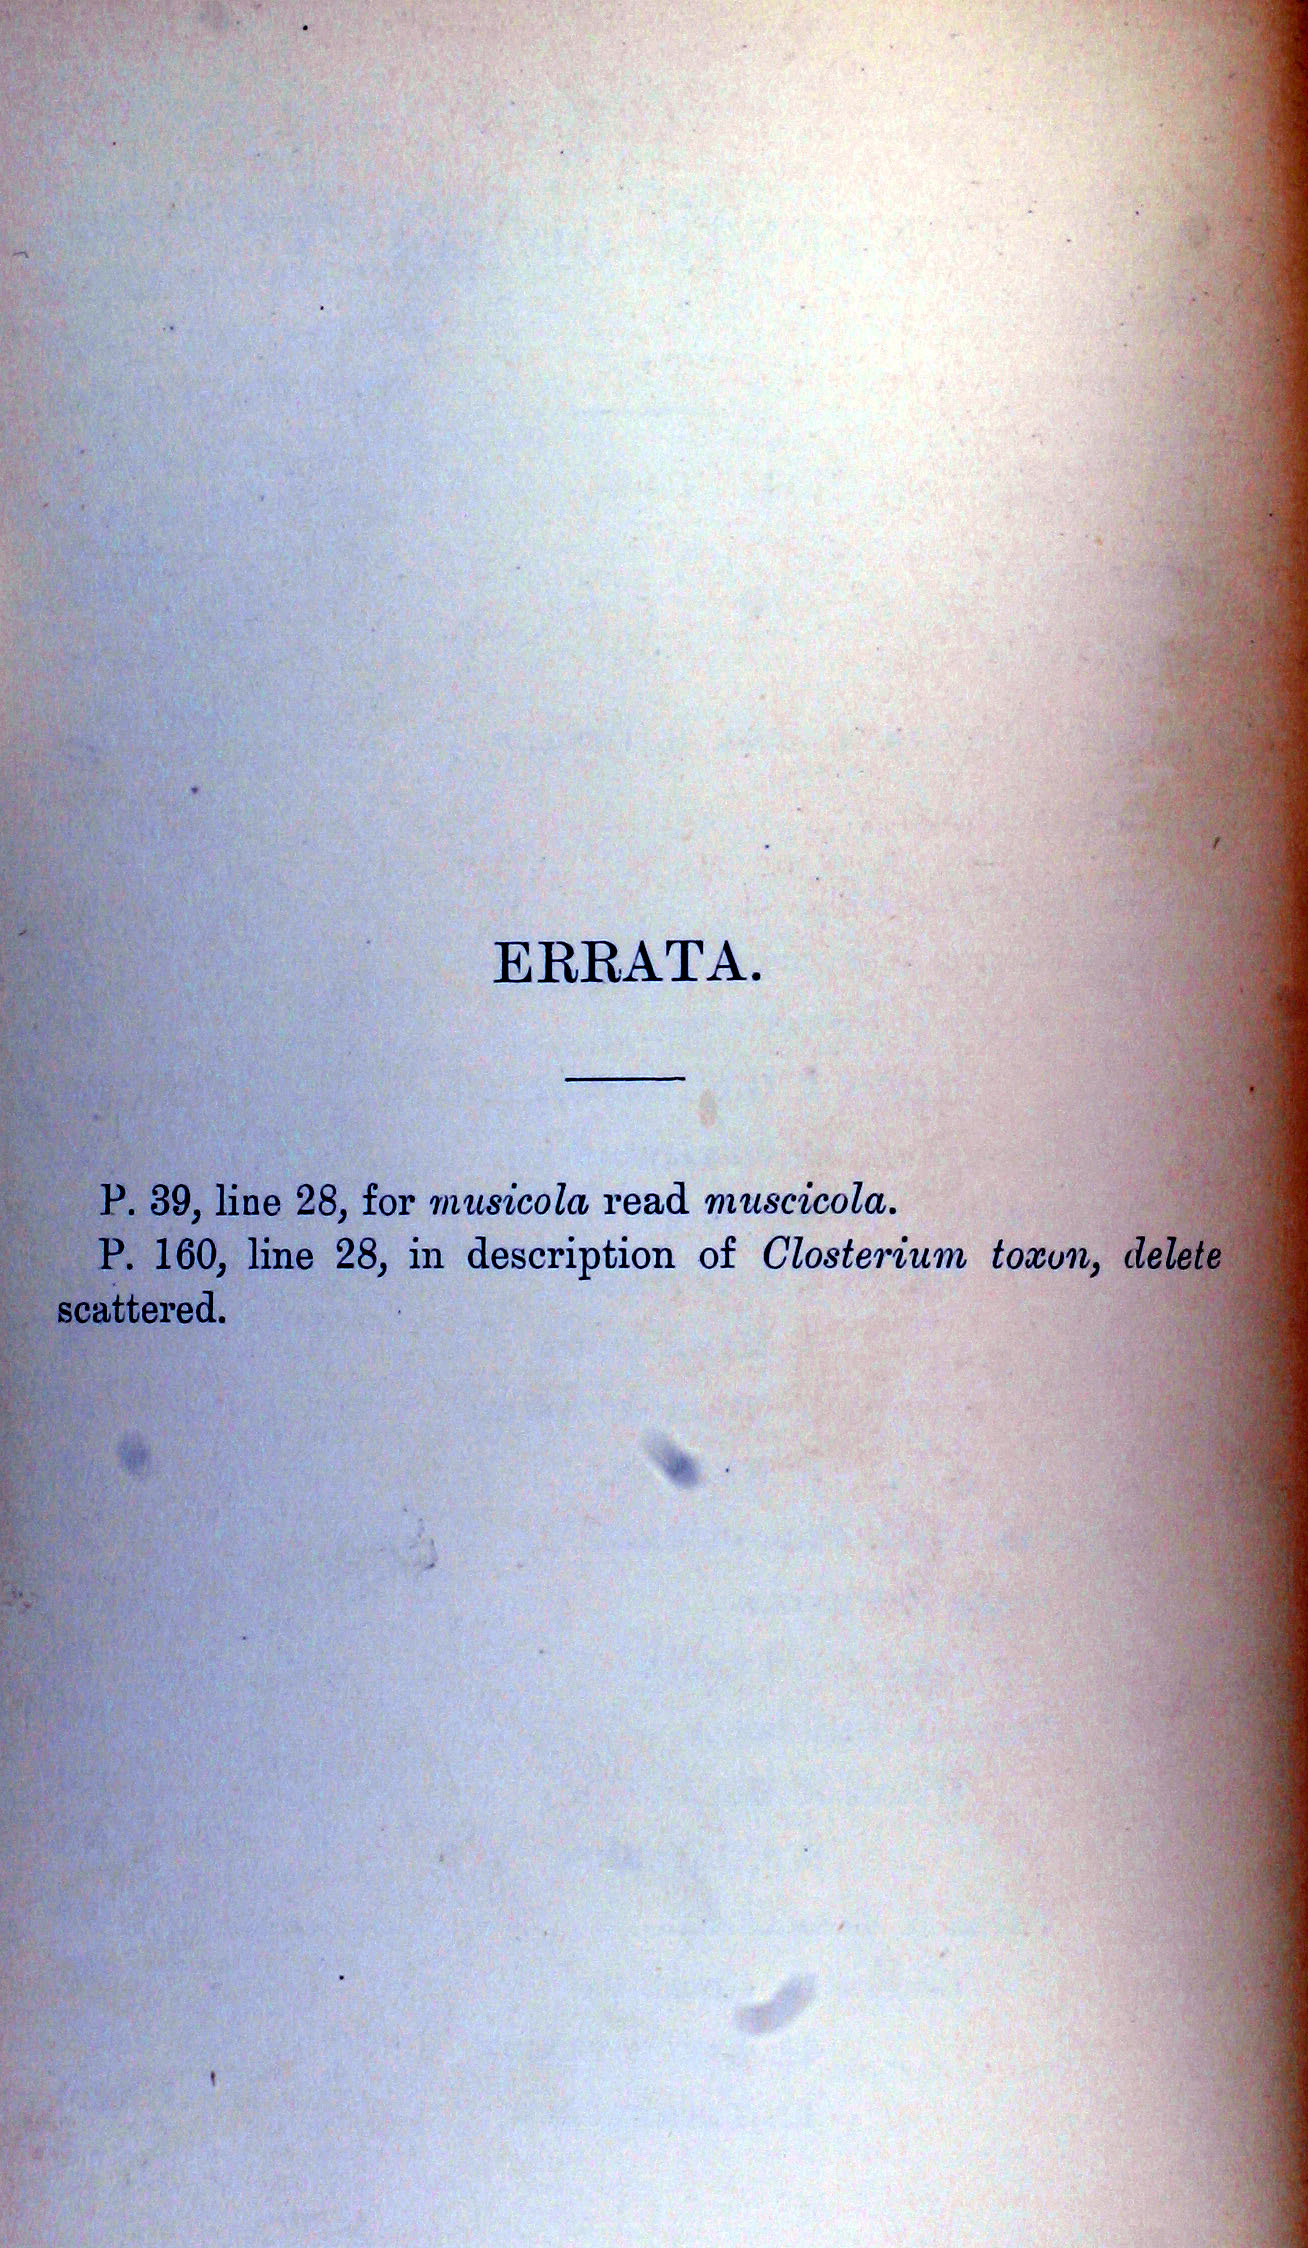 ERRATA.
P. 39, line 28, for musicola read muscicola.
P. 160, line 28, in description of Closterium toxon, delete
scattered.